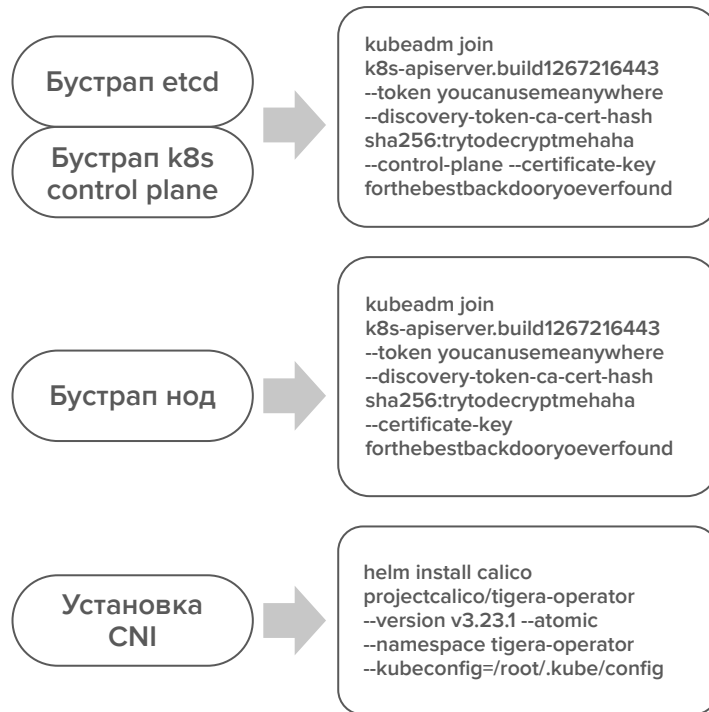 Бустрап etcd
Бустрап k8s
control plane
kubeadm join
k8s-apiserver.build1267216443
--token youcanusemeanywhere
--discovery-token-ca-cert-hash
sha256:trytodecryptmehaha
--control-plane --certificate-key
forthebestbackdooryoeverfound
Бустрап нод
kubeadm join
k8s-apiserver.build1267216443
--token youcanusemeanywhere
--discovery-token-ca-cert-hash
sha256:trytodecryptmehaha
--certificate-key
forthebestbackdooryoeverfound
Установка
CNI
helm install calico
projectcalico/tigera-operator
--version v3.23.1 --atomic
--namespace tigera-operator
--kubeconfig=/root/.kube/config